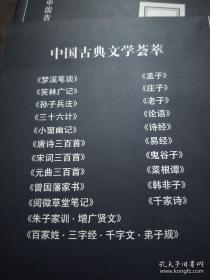 中国古
中国古典文学荟萃
《梦溪笔谈》 《孟子》
《笑林广记》 《庄子》
《孙子兵法》 《老子》
《三十六计》 《论语》
《小窗幽记》 《诗经》
《唐诗三百首》 《易经》
《宋词三百首》 《鬼谷子》
《元曲三百首》 《菜根谭》
《曾国藩家书》 《韩非子》
《阅微草堂笔记》 《千家诗》
《朱子家训·增广贤文》
《百家姓·三字经·千字文·弟子规》